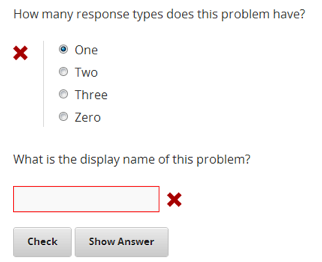 How many response types does this problem have?
One
Two
Three
Zero
What is the display name of this problem?
Check Show Answer